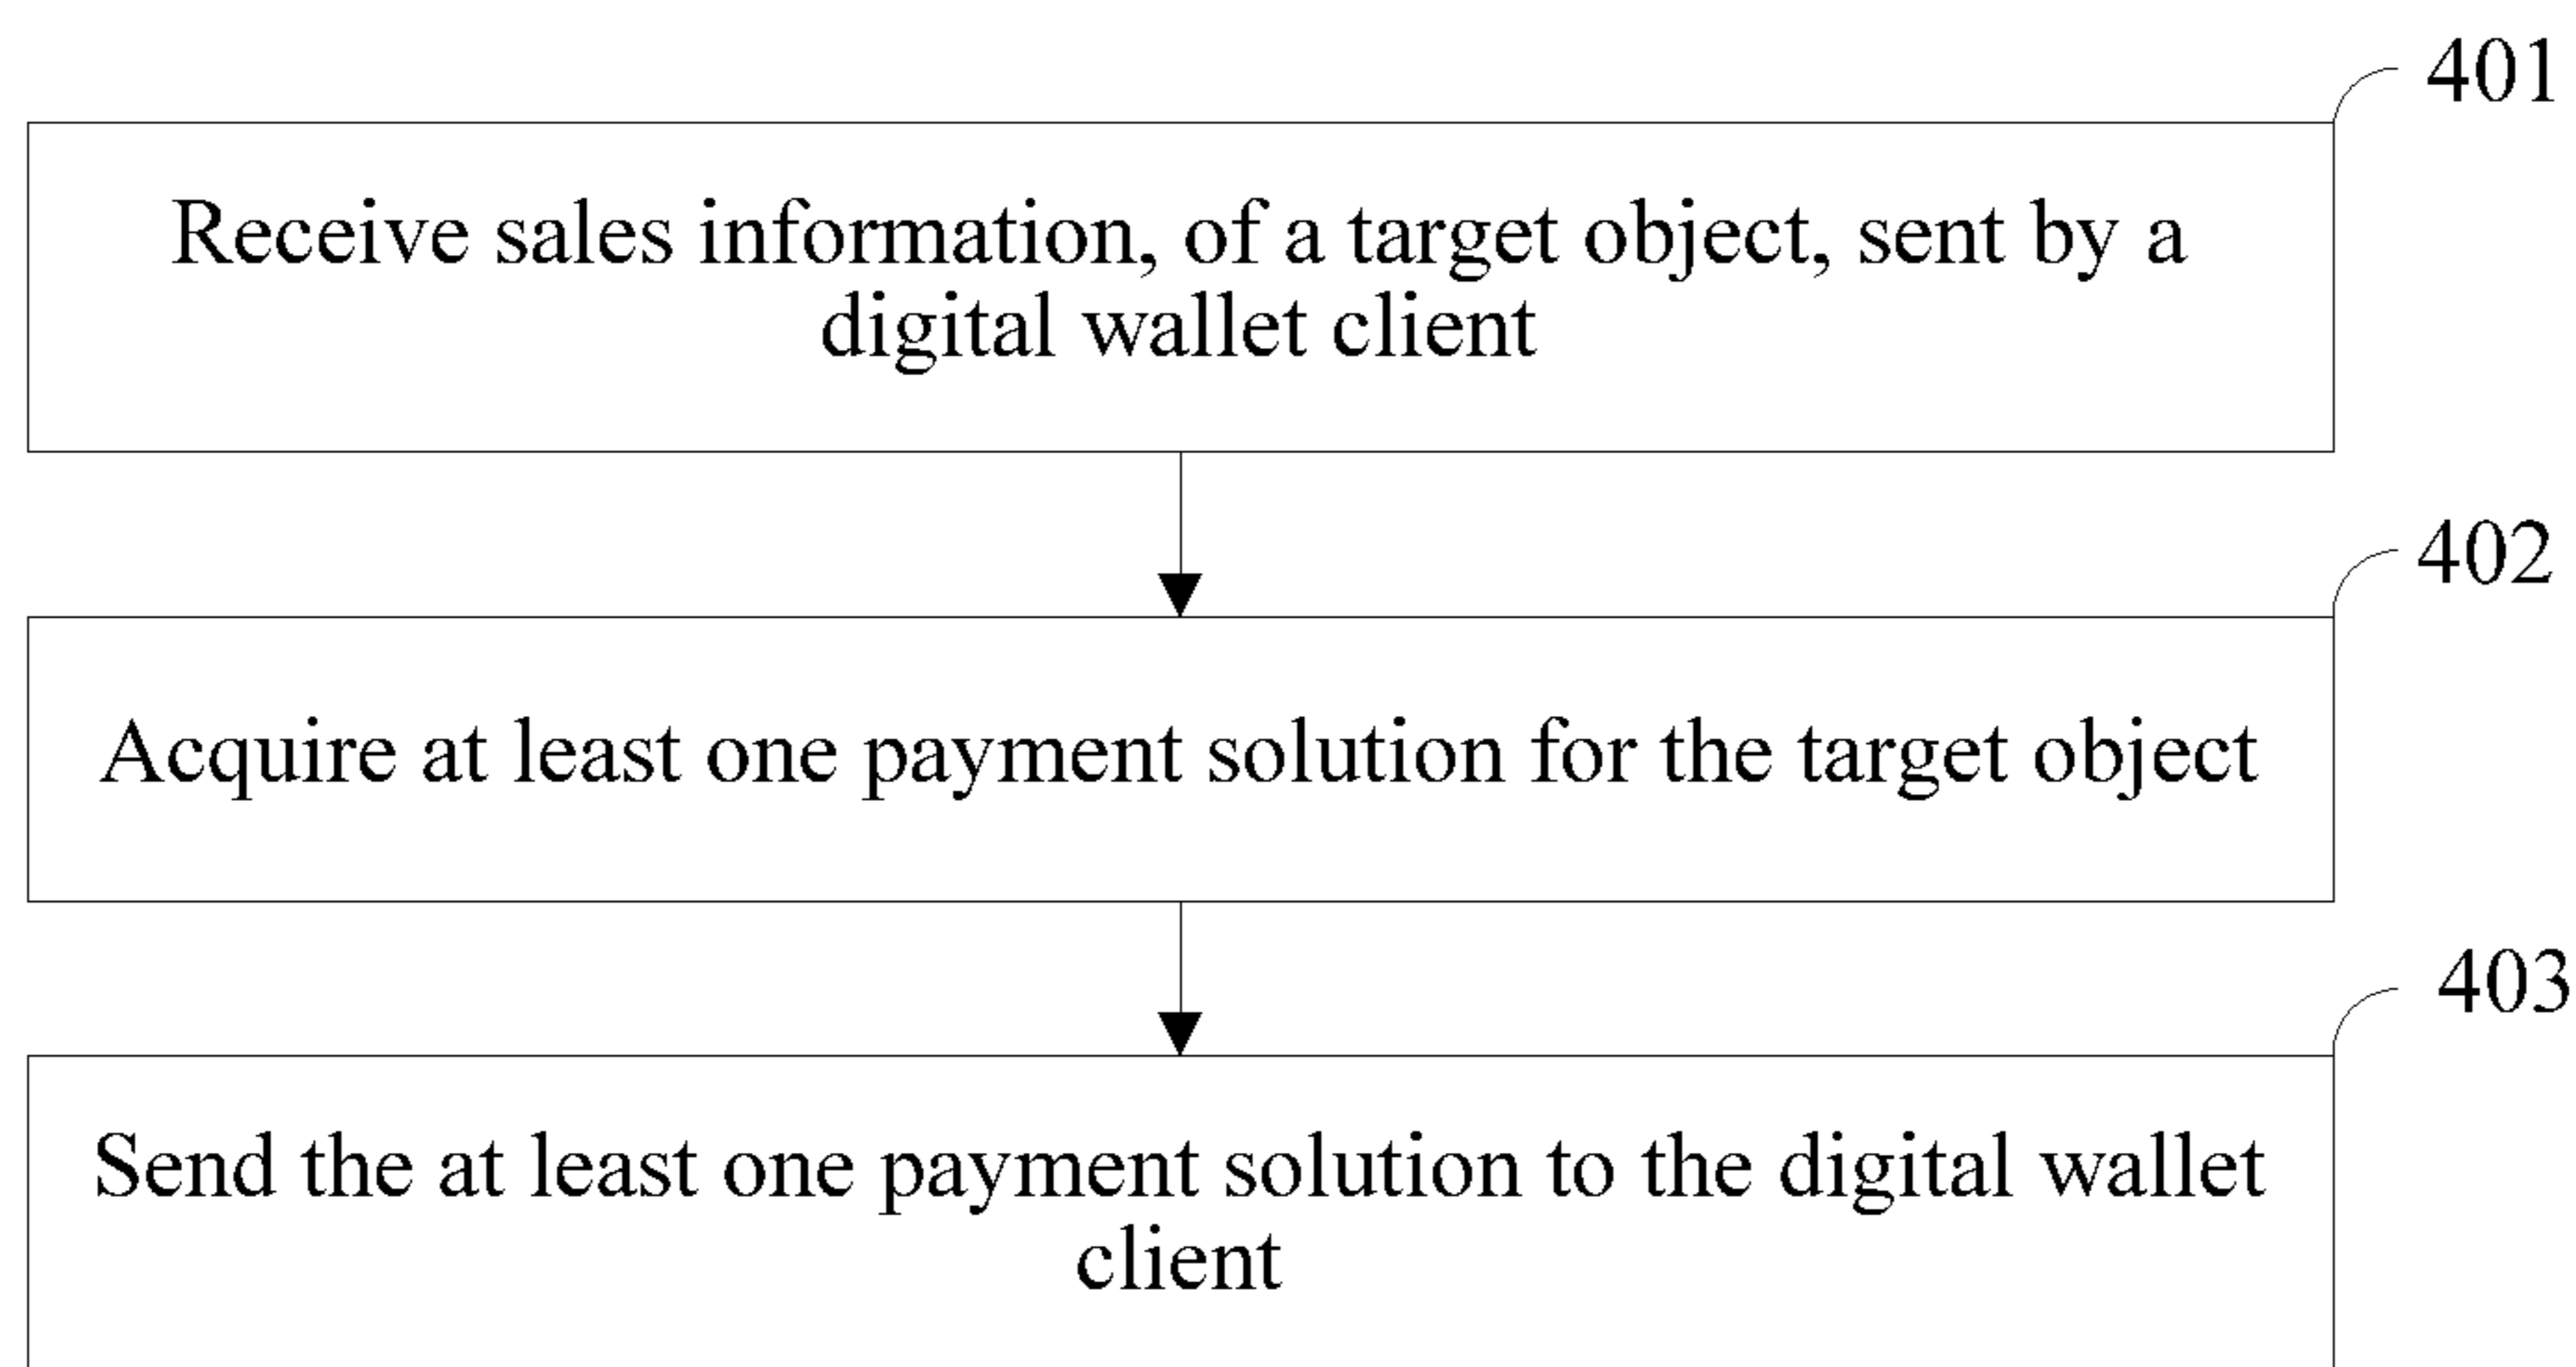 401
Receive sales information, of a target object, sent by a
digital wallet client
402
Acquire at least one payment solution for the target object
403
Send the at least one payment solution to the digital wallet
client